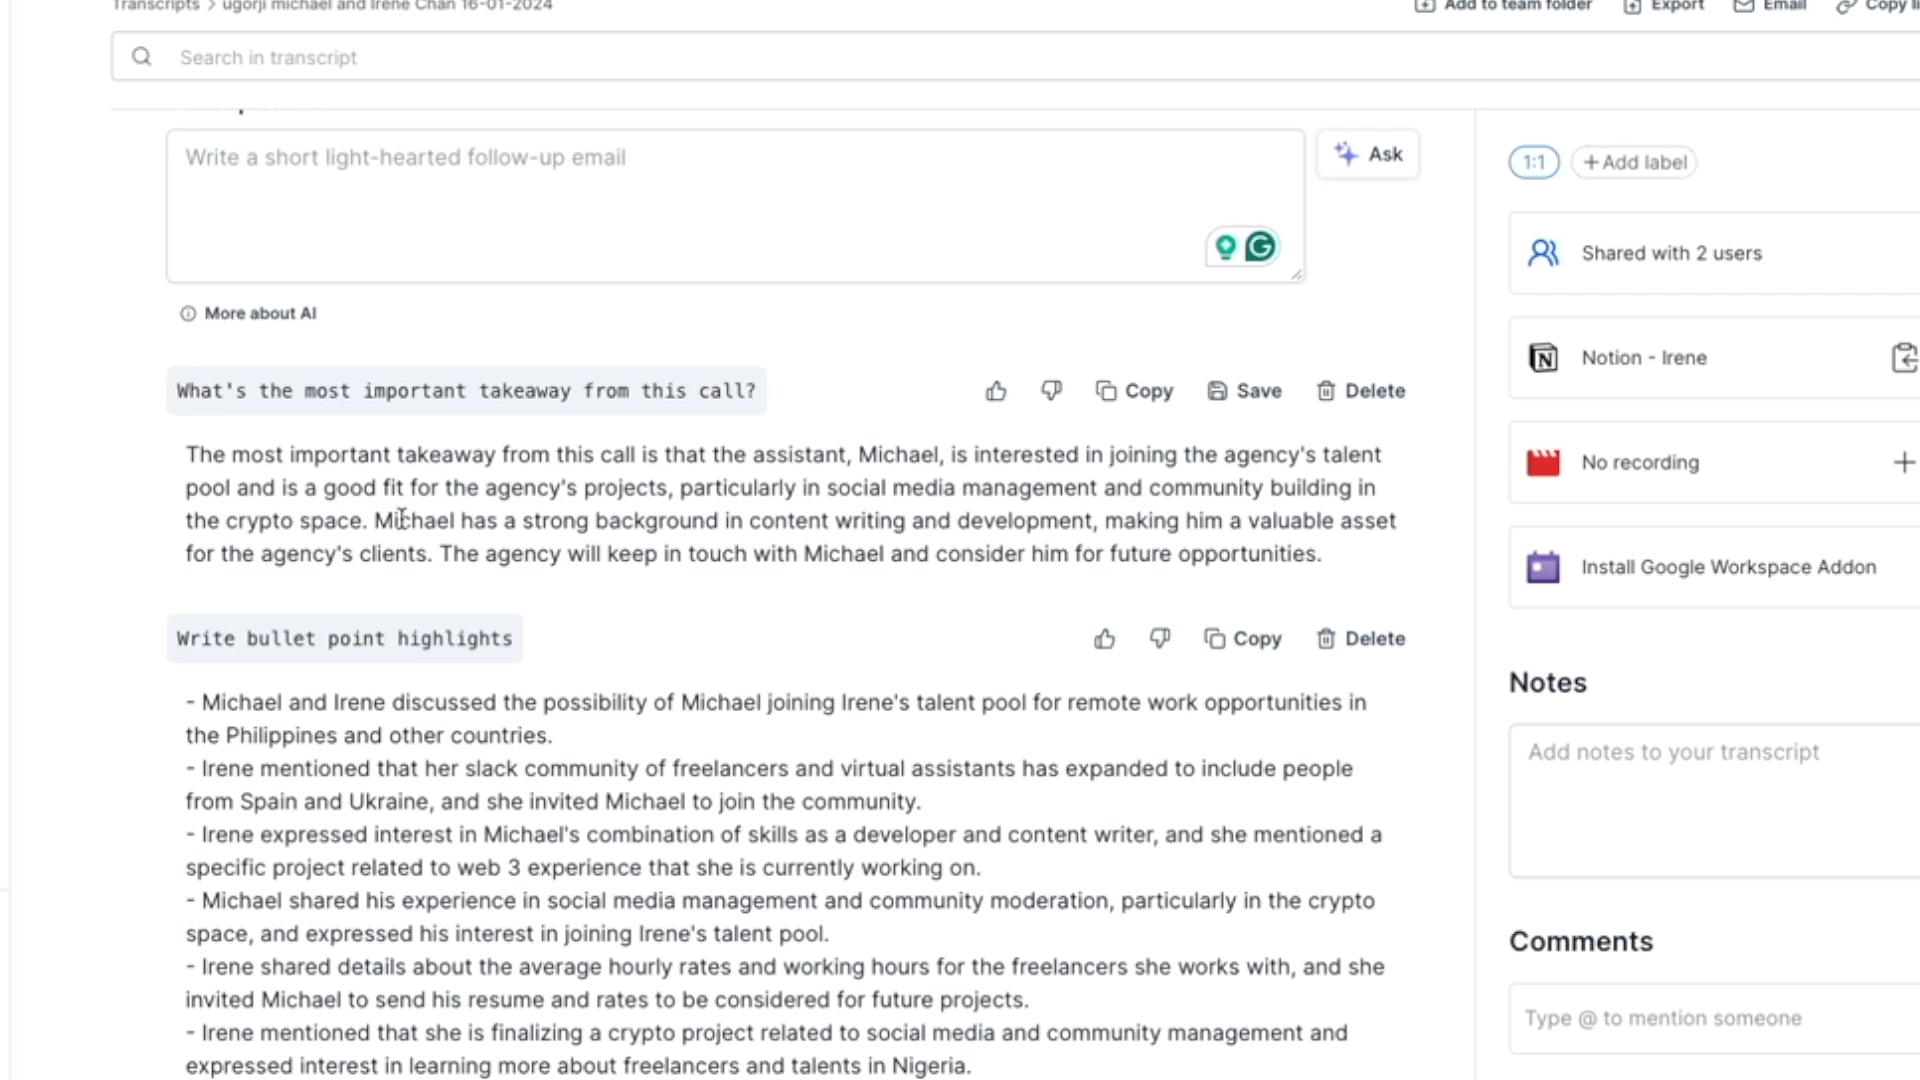 Transcripts > ugorji michael and Irene Chan 16-01-2024
Add to team folder
Export
Email
Copy li
Search in transcript
Write a short light-hearted follow-up email
Ask
More about AI
What's the most important takeaway from this call?
Copy
Save
Delete
The most important takeaway from this call is that the assistant, Michael, is interested in joining the agency's talent
pool and is a good fit for the agency's projects, particularly in social media management and community building in
the crypto space. Michael has a strong background in content writing and development, making him a valuable asset
for the agency's clients. The agency will keep in touch with Michael and consider him for future opportunities.
Write bullet point highlights
Copy
Delete
- Michael and Irene discussed the possibility of Michael joining Irene's talent pool for remote work opportunities in
the Philippines and other countries.
- Irene mentioned that her slack community of freelancers and virtual assistants has expanded to include people
from Spain and Ukraine, and she invited Michael to join the community.
- Irene expressed interest in Michael's combination of skills as a developer and content writer, and she mentioned a
specific project related to web 3 experience that she is currently working on.
- Michael shared his experience in social media management and community moderation, particularly in the crypto
space, and expressed his interest in joining Irene's talent pool.
- Irene shared details about the average hourly rates and working hours for the freelancers she works with, and she
invited Michael to send his resume and rates to be considered for future projects.
- Irene mentioned that she is finalizing a crypto project related to social media and community management and
expressed interest in learning more about freelancers and talents in Nigeria.
1:1
+ Add label
Shared with 2 users
Notion - Irene
No recording
Install Google Workspace Addon
Notes
Add notes to your transcript
Comments
Type @ to mention someone